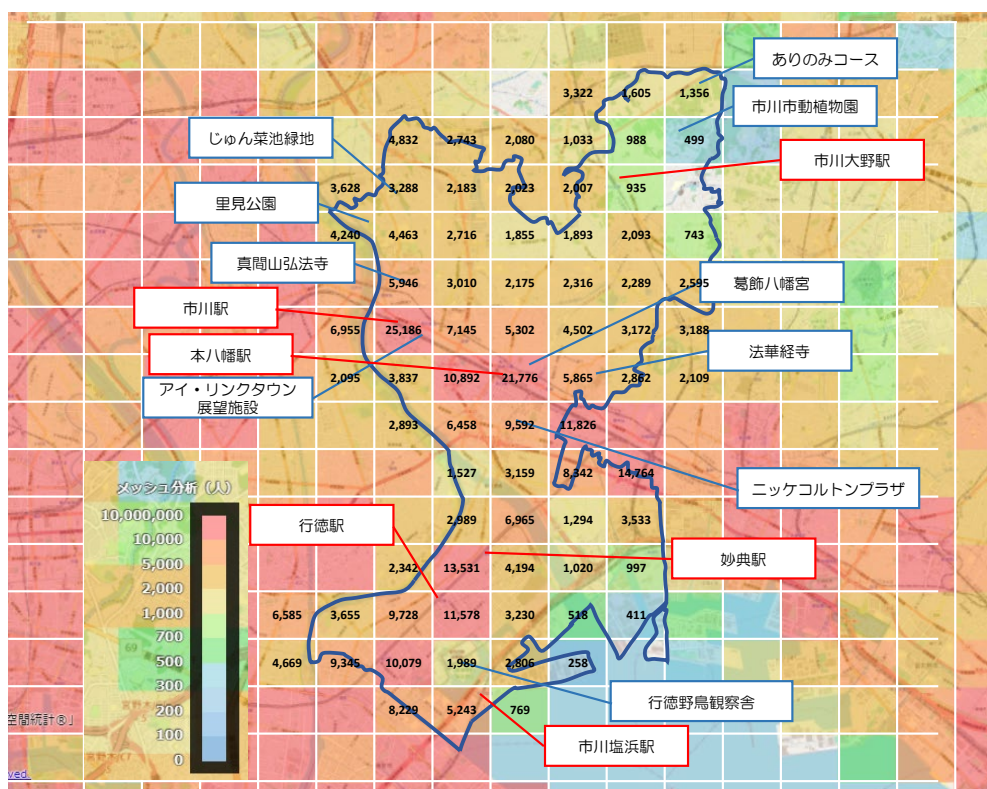 ありのみコース
3,322 1,605 1,356
市川市動植物園
じゅん菜池緑地
4,832 2,743 2,080 1,033 988 499
市川大野駅
3,628 3,288 2,183 2,023 2,007 935
里見公園
4,240 4,463 2,716 1,855 1,893 2,093 743
真間山弘法寺
葛飾八幡宮
5,946 3,010 2,175 2,316 2,289 2,595
市川駅
6,955 25,186 7,145 5,302 4,502 3,172 3,188
本八幡駅
法華経寺
2,095 3,837 10,892 21,776 5,865 2,862 2,109
アイ・リンクタウン
展望施設
2,893 6,458 9,592 11,826
1,527 3,159 8,342 14,764
ニッケコルトンプラザ
メッシュ分析（人）
10,000,000
10,000
5,000
2,000
1,000
700
500
300
200
100
0
行徳駅
2,989 6,965 1,294 3,533
妙典駅
2,342 13,531 4,194 1,020 997
6,585 3,655 9,728 11,578 3,230 518 411
4,669 9,345 10,079 1,989 2,806 258
行徳野鳥観察舎
8,229 5,243 769
市川塩浜駅
空間統計®」
ved.